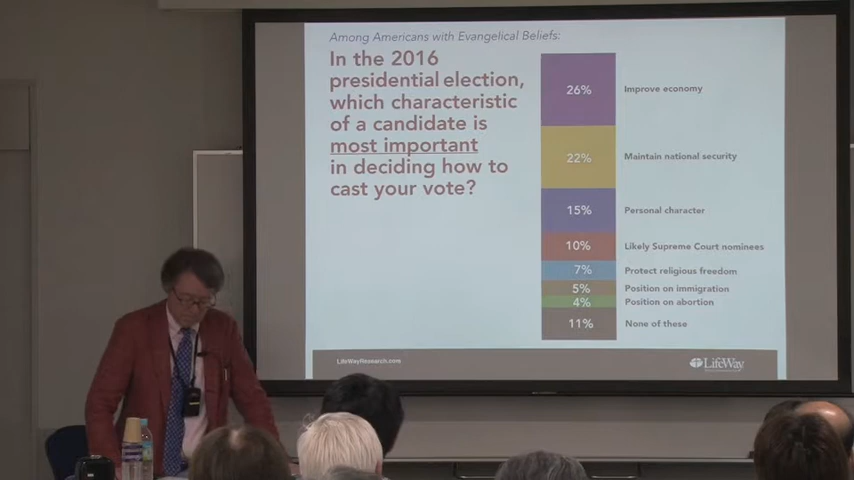 Among Americans with Evangelical Beliefs:
In the 2016
presidential election,
which characteristic
of a candidate is
most important
in deciding how to
cast your vote?
26% Improve economy
22% Maintain national security
15% Personal character
10% Likely Supreme Court nominees
7% Protect religious freedom
5% Position on immigration
4% Position on abortion
11% None of these
LifeWayResearch.com
LifeWay